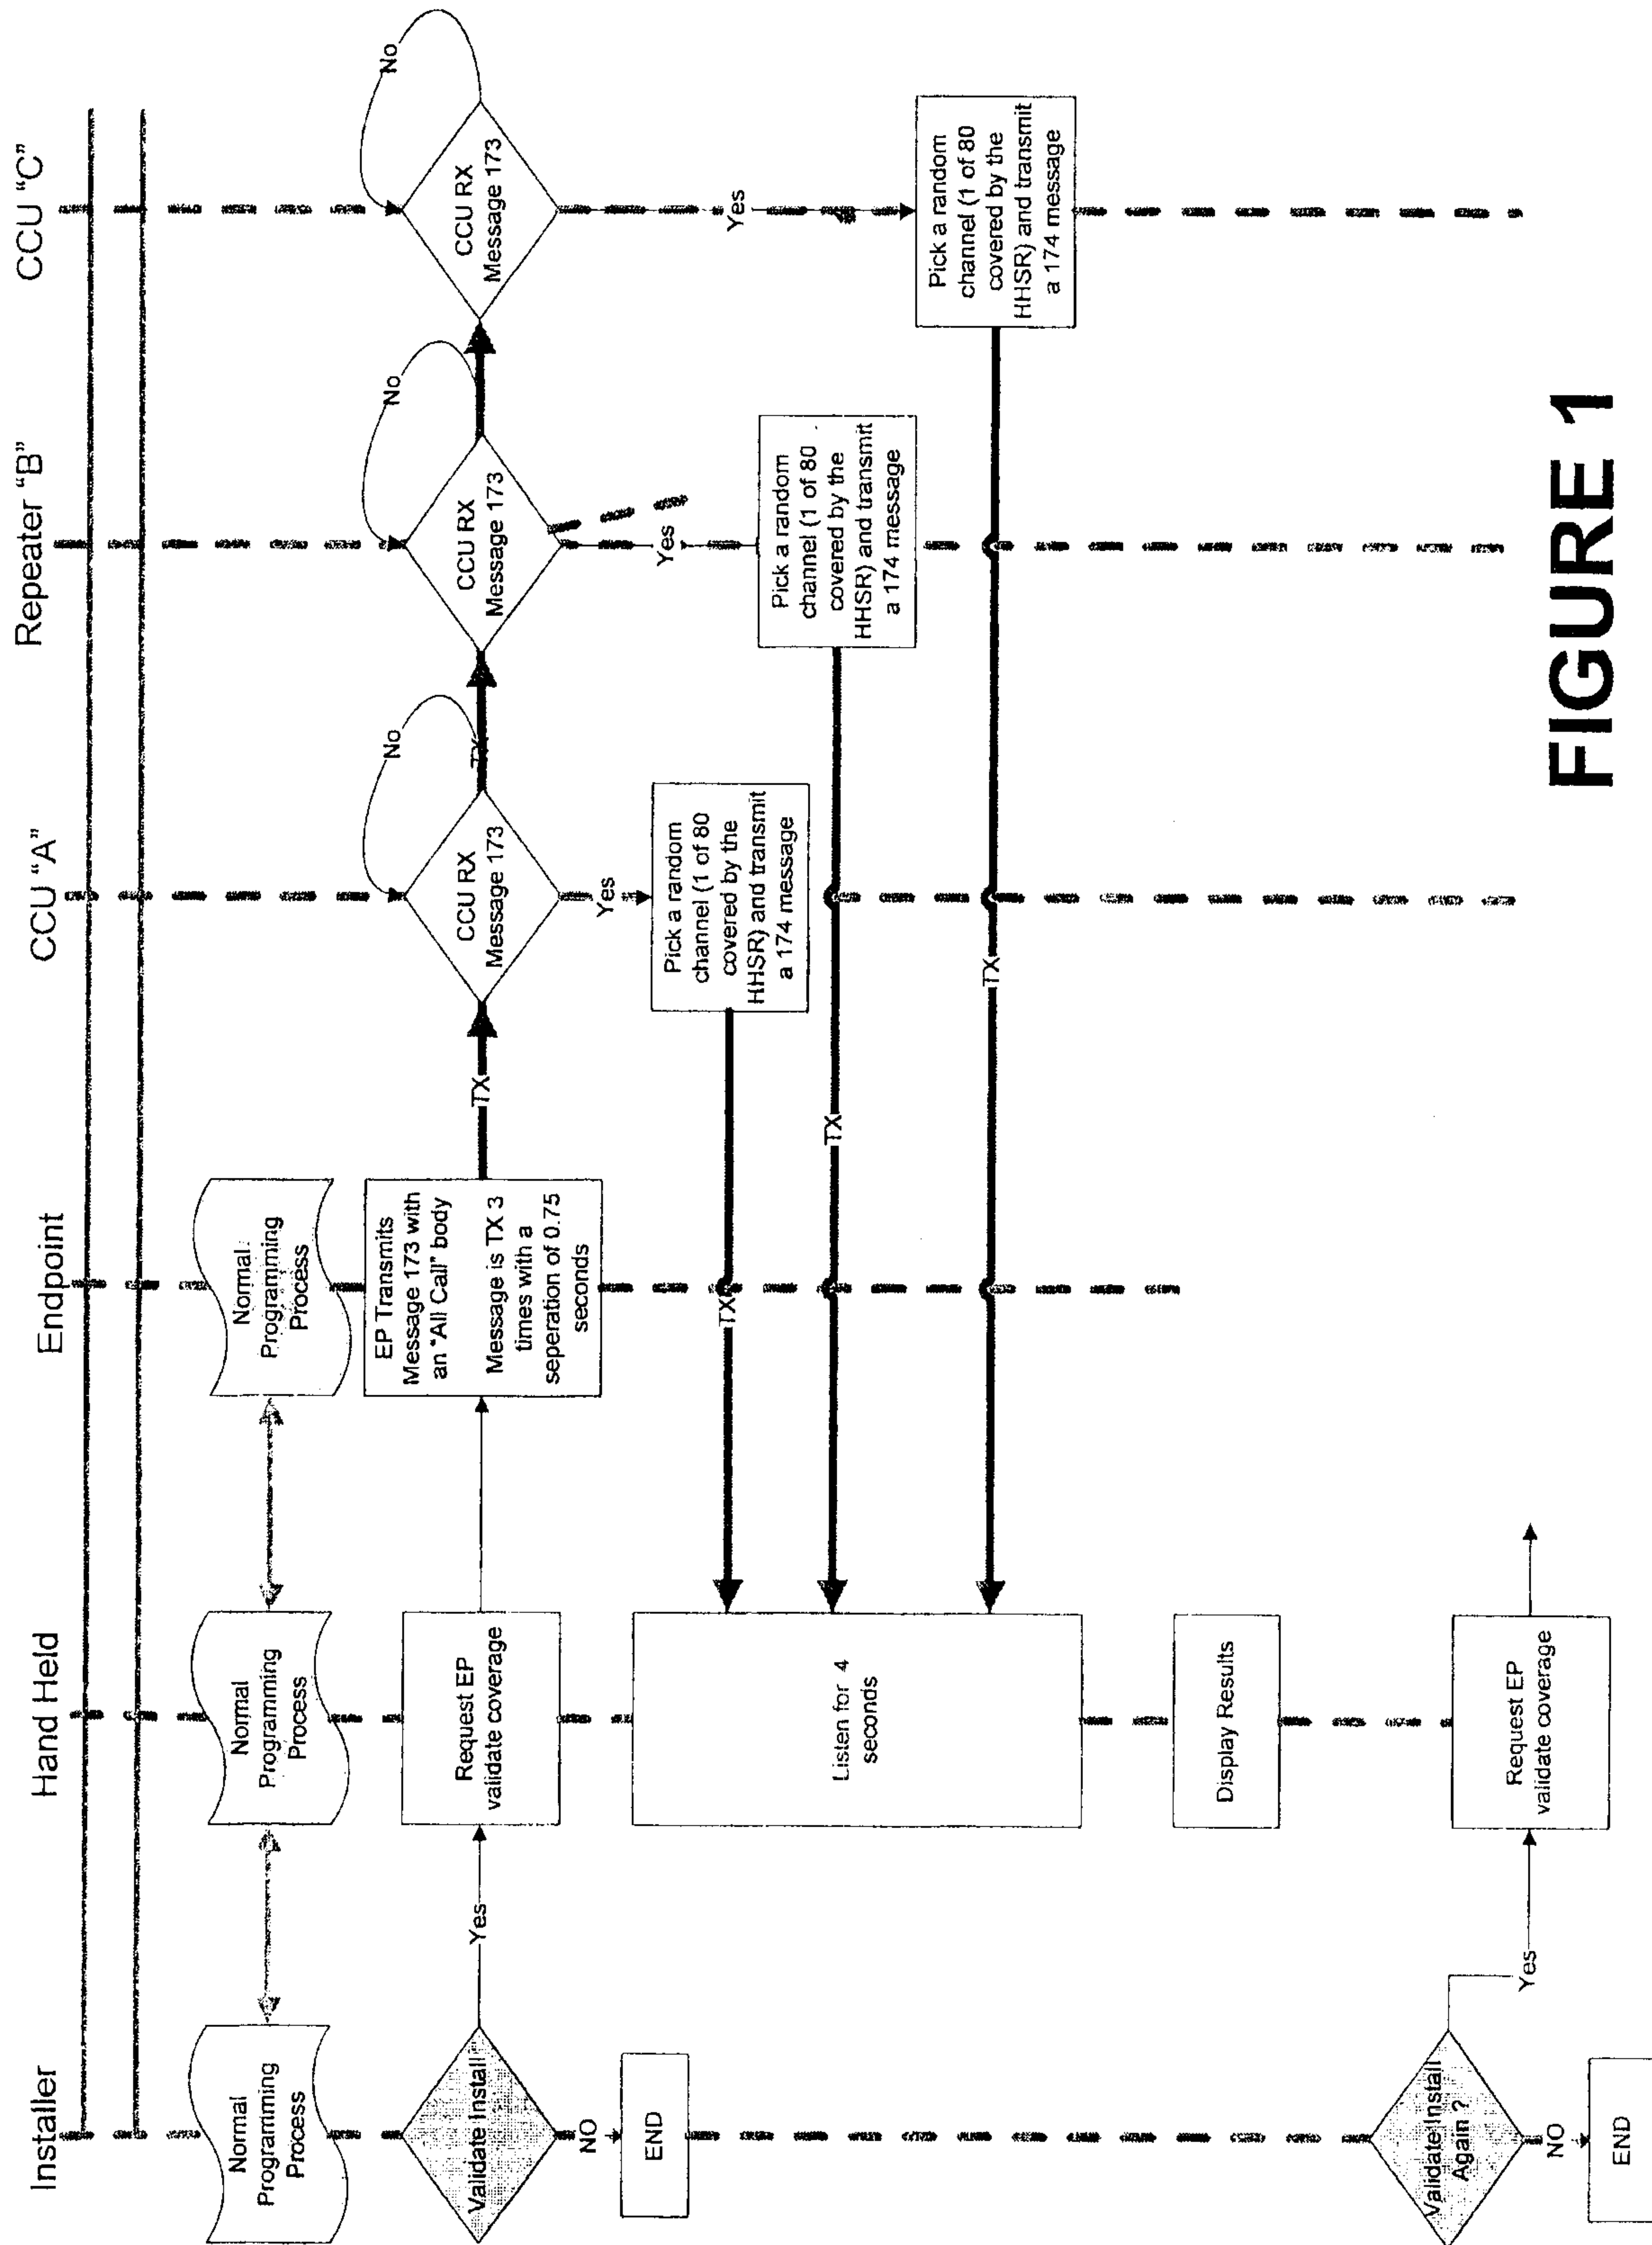 Installer
Hand Held
Endpoint
CCU "A"
Repeater "B"
CCU "C"
Normal
Programming
Process
Normal
Programming
Process
Normal
Programming
Process
Validate Install
Yes
NO
END
Request EP
validate coverage
EP Transmits
Message 173 with
an "All Call" body
Message is TX 3
times with a
seperation of 0.75
seconds
TX
CCU RX
Message 173
No
TX
CCU RX
Message 173
No
CCU RX
Message 173
No
Yes
Yes
Yes
Pick a random
channel (1 of 80
covered by the
HHSR) and transmit
a 174 message
Pick a random
channel (1 of 80
covered by the
HHSR) and transmit
a 174 message
Pick a random
channel (1 of 80
covered by the
HHSR) and transmit
a 174 message
TX
TX
TX
Listen for 4
seconds
Display Results
Validate Install
Again ?
Yes
NO
END
Request EP
validate coverage
FIGURE 1